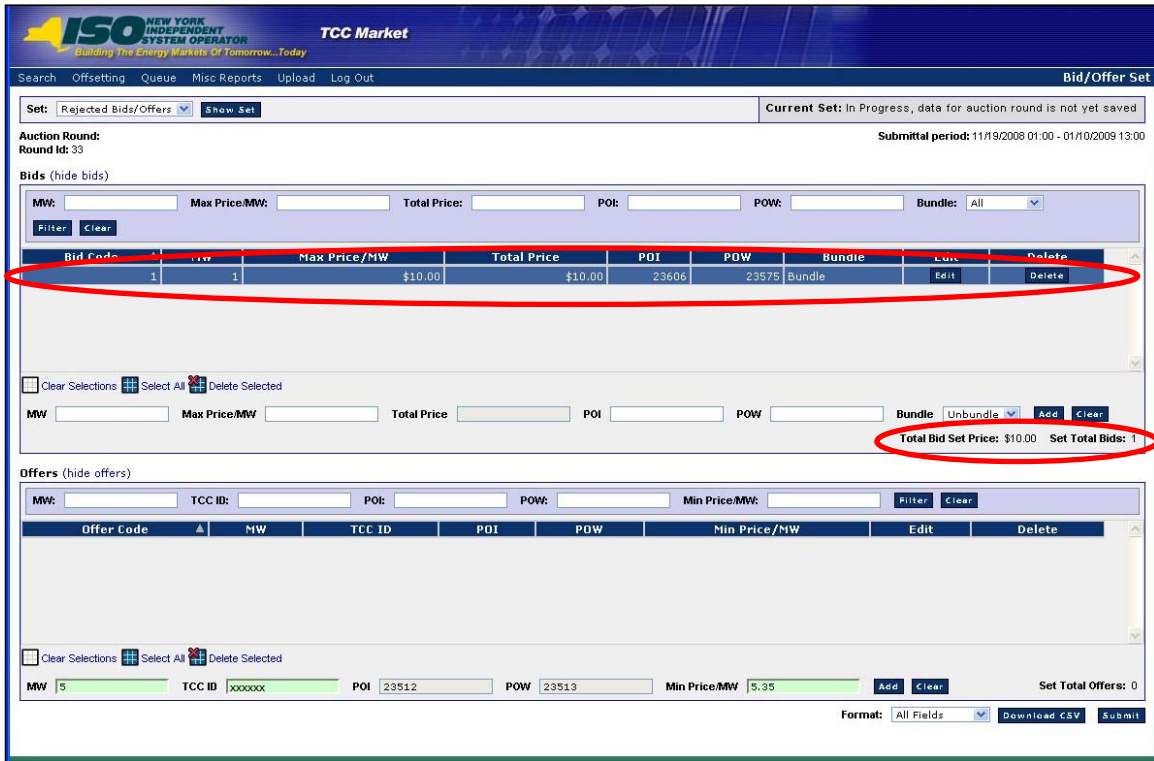 NEW YORK
ISO INDEPENDENT
SYSTEM OPERATOR
Building The Energy Markets Of Tomorrow...Today
TCC Market
Search Offsetting Queue Misc Reports Upload Log Out Bid/Offer Set
Set: Rejected Bids/Offers Show Set Current Set: In Progress, data for auction round is not yet saved
Auction Round: Submittal period: 11/19/2008 01:00 - 01/10/2009 13:00
Round Id: 33
Bids (hide bids)
MW: Max Price/MW: Total Price: POI: POW: Bundle: All
Filter Clear
Bid Code MW Max Price/MW Total Price POI POW Bundle Edit Delete
1 1 $10.00 $10.00 23606 23575 Bundle Edit Delete
Clear Selections Select All Delete Selected
MW Max Price/MW Total Price POI POW Bundle Unbundle Add Clear
Total Bid Set Price: $10.00 Set Total Bids: 1
Offers (hide offers)
MW: TCC ID: POI: POW: Min Price/MW: Filter Clear
Offer Code MW TCC ID POI POW Min Price/MW Edit Delete
Clear Selections Select All Delete Selected
MW 5 TCC ID xxxxxx POI 23512 POW 23513 Min Price/MW 5.35 Add Clear Set Total Offers: 0
Format: All Fields Download CSV Submit